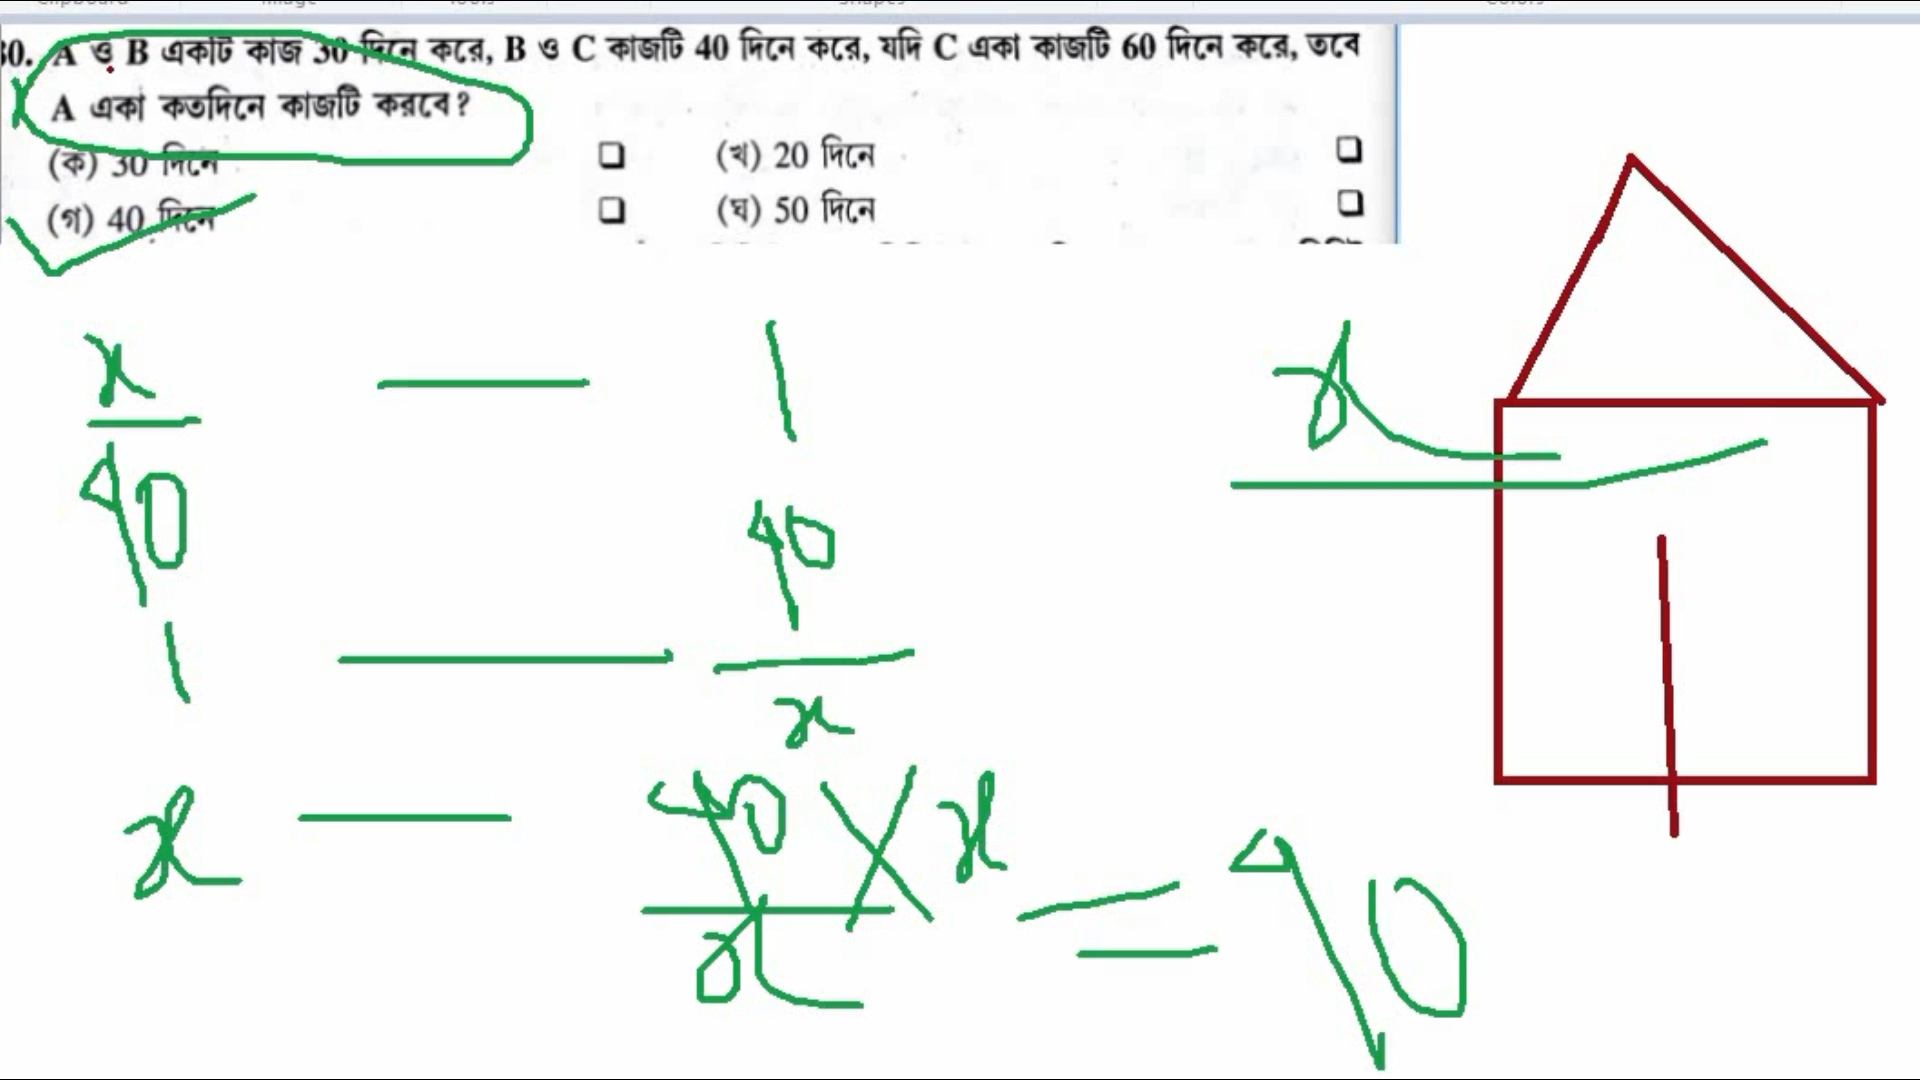 30. A ও B একটি কাজ 30 দিনে করে, B ও C কাজটি 40 দিনে করে, যদি C একা কাজটি 60 দিনে করে, তবে
A একা কতদিনে কাজটি করবে?
(ক) 30 দিনে (খ) 20 দিনে
(গ) 40 দিনে (ঘ) 50 দিনে
x — 1 x
40
40
1 — x
x — 40 × x = 40
x